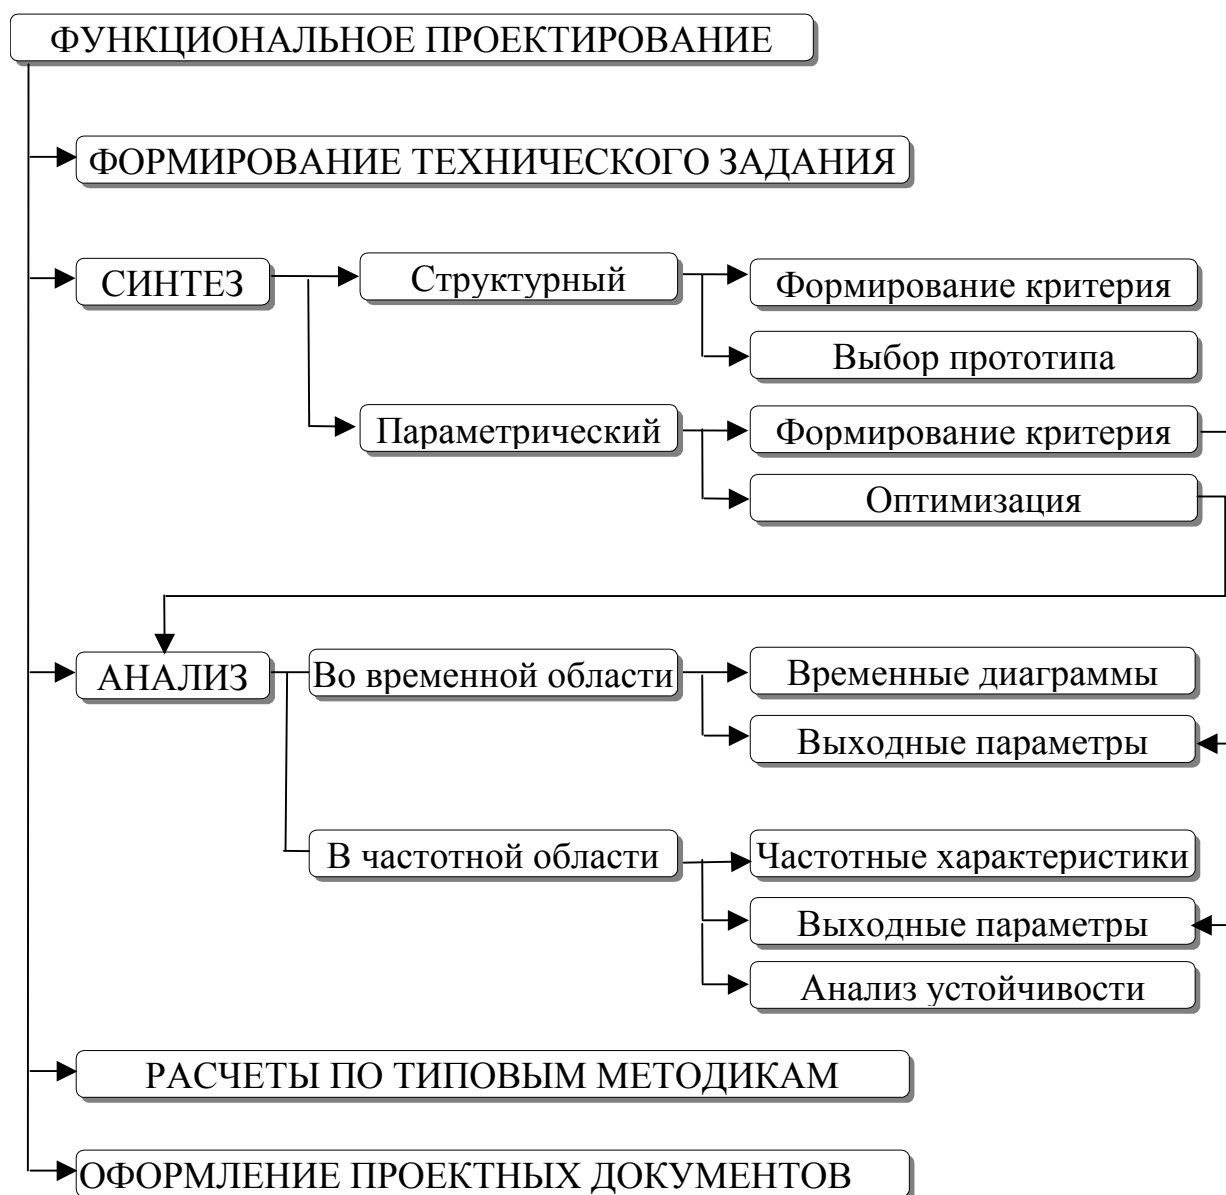 ФУНКЦИОНАЛЬНОЕ ПРОЕКТИРОВАНИЕ
ФОРМИРОВАНИЕ ТЕХНИЧЕСКОГО ЗАДАНИЯ
СИНТЕЗ
Структурный
Формирование критерия
Выбор прототипа
Параметрический
Формирование критерия
Оптимизация
АНАЛИЗ
Во временной области
Временные диаграммы
Выходные параметры
В частотной области
Частотные характеристики
Выходные параметры
Анализ устойчивости
РАСЧЕТЫ ПО ТИПОВЫМ МЕТОДИКАМ
ОФОРМЛЕНИЕ ПРОЕКТНЫХ ДОКУМЕНТОВ